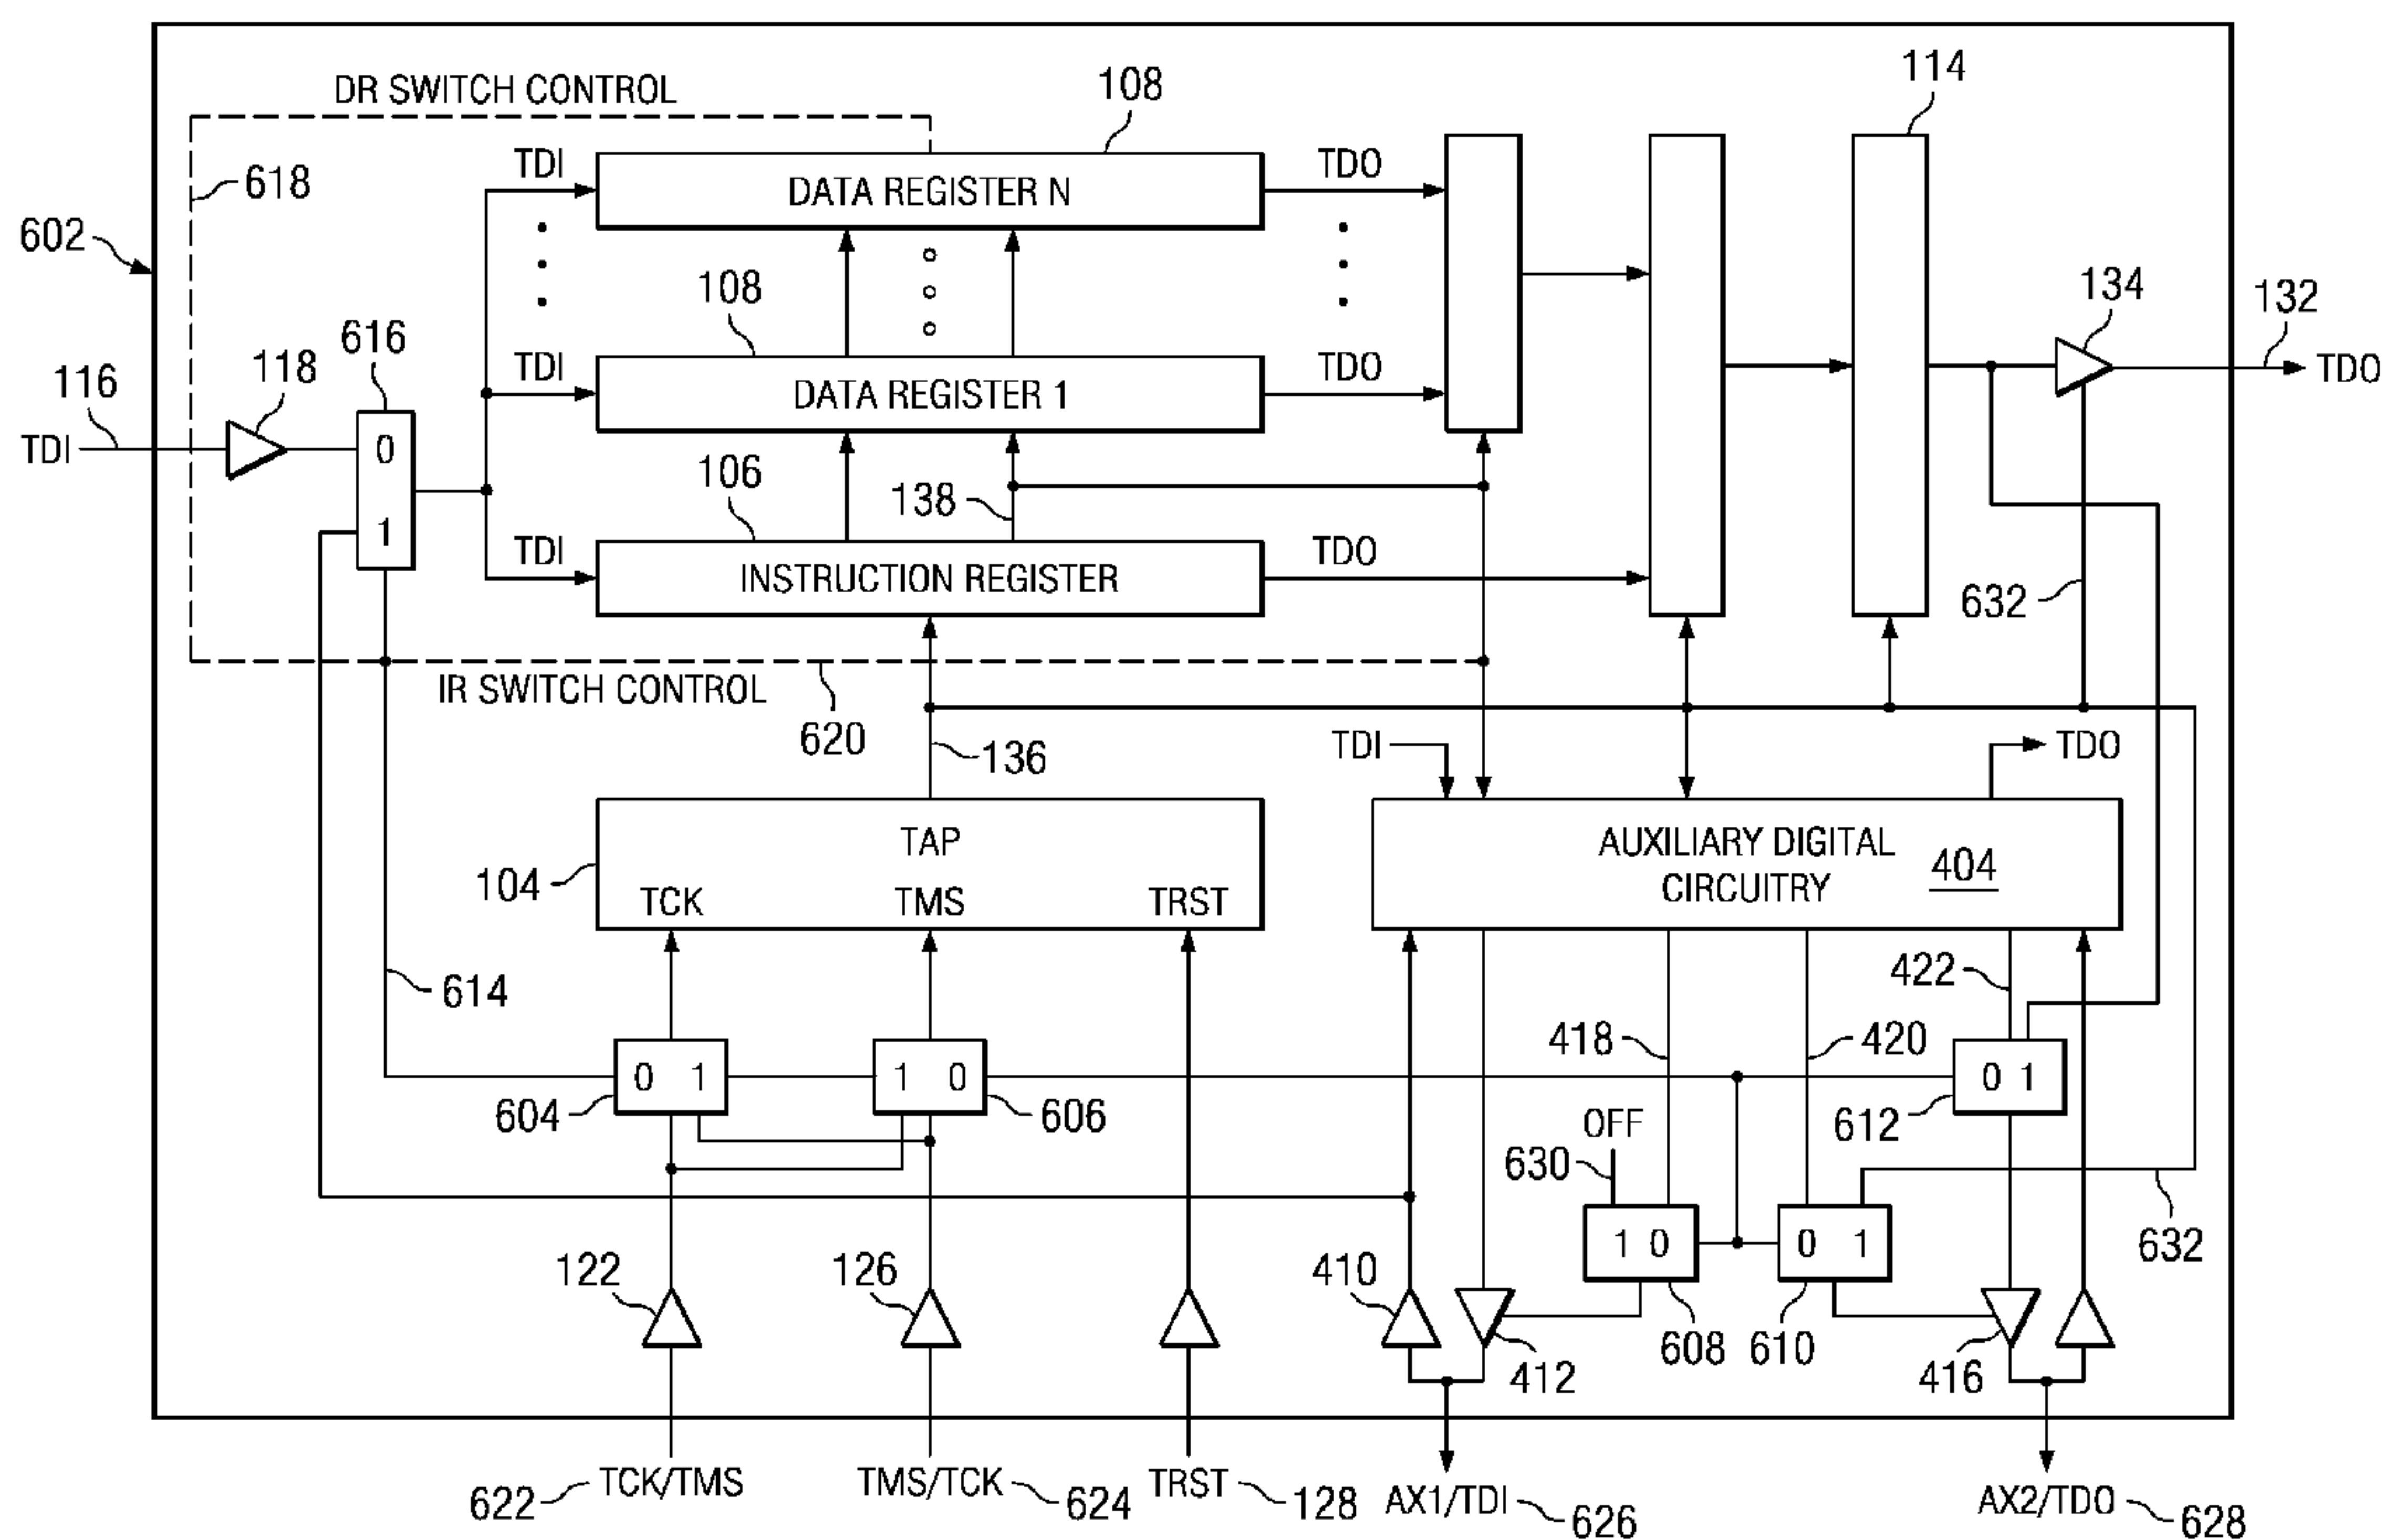 DR SWITCH CONTROL
108
114
618
TDI
DATA REGISTER N
TDO
602
108
134
132
616
118
116
TDI
DATA REGISTER 1
TDO
TDO
TDI
0
1
106
138
TDI
INSTRUCTION REGISTER
TDO
632
IR SWITCH CONTROL
620
136
TDI
TDO
TAP
104
TCK
TMS
TRST
AUXILIARY DIGITAL
CIRCUITRY
404
614
422
418
420
0 1
604
1 0
606
0 1
612
OFF
630
1 0
608
0 1
610
632
122
126
410
412
416
TCK/TMS
622
TMS/TCK
624
TRST
128
AX1/TDI
626
AX2/TDO
628